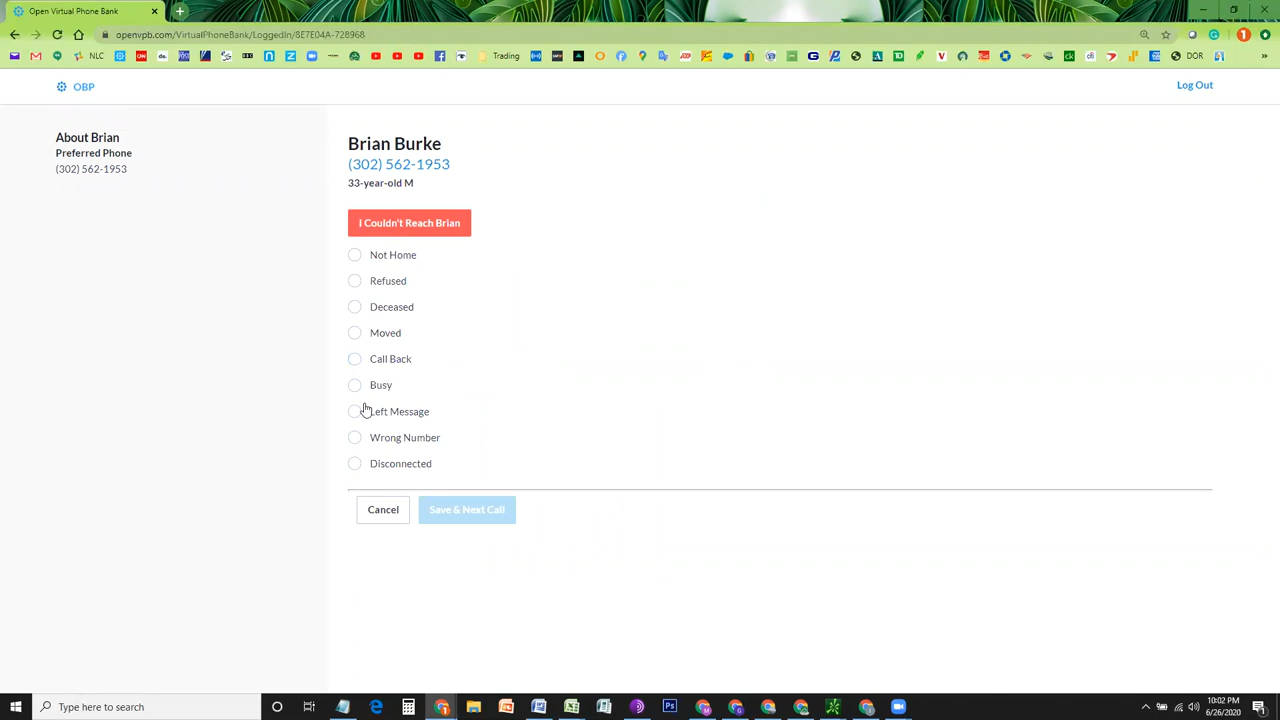 Open Virtual Phone Bank
openvpb.com/VirtualPhoneBank/LoggedIn/8E7E04A-728968
NLC
Trading
DOR
OBP
Log Out
About Brian
Preferred Phone
(302) 562-1953
Brian Burke
(302) 562-1953
33-year-old M
I Couldn't Reach Brian
Not Home
Refused
Deceased
Moved
Call Back
Busy
Left Message
Wrong Number
Disconnected
Cancel
Save & Next Call
Type here to search
10:02 PM
6/26/2020